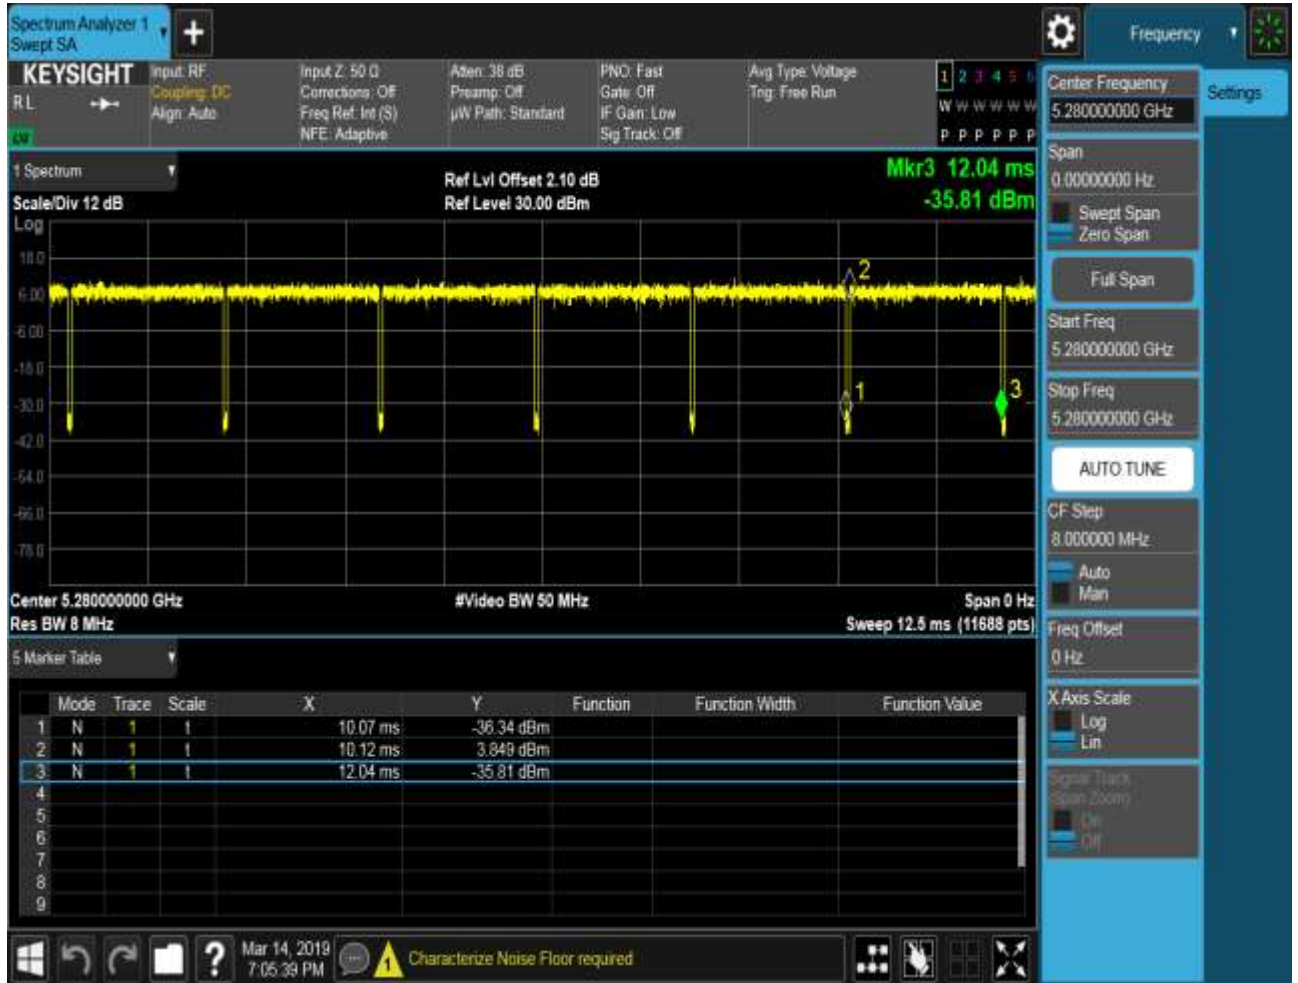 Spectrum Analyzer 1
Swept SA
Frequency
KEYSIGHT
R L
Input: RF
Coupling: DC
Align: Auto
Input Z: 50 Ω
Corrections: Off
Freq Ref: Int (S)
NFE: Adaptive
Atten: 38 dB
Preamp: Off
µW Path: Standard
PNO: Fast
Gate: Off
IF Gain: Low
Sig Track: Off
Avg Type: Voltage
Trig: Free Run
1 2 3 4 5 6
W W W W W W
P P P P P P
1 Spectrum
Scale/Div 12 dB
Ref Lvl Offset 2.10 dB
Ref Level 30.00 dBm
Mkr3 12.04 ms
-35.81 dBm
Log
18.0
6.00
-6.00
-18.0
-30.0
-42.0
-54.0
-66.0
-78.0
2
1
3
Center 5.280000000 GHz
#Video BW 50 MHz
Span 0 Hz
Res BW 8 MHz
Sweep 12.5 ms (11688 pts)
5 Marker Table
Mode Trace Scale X Y Function Function Width Function Value
1 N 1 t 10.07 ms -36.34 dBm
2 N 1 t 10.12 ms 3.849 dBm
3 N 1 t 12.04 ms -35.81 dBm
4
5
6
7
8
9
?
Mar 14, 2019
7:05:39 PM
1
Characterize Noise Floor required
Center Frequency
5.280000000 GHz
Settings
Span
0.00000000 Hz
Swept Span
Zero Span
Full Span
Start Freq
5.280000000 GHz
Stop Freq
5.280000000 GHz
AUTO TUNE
CF Step
8.000000 MHz
Auto
Man
Freq Offset
0 Hz
X Axis Scale
Log
Lin
Signal Track
(Span Zoom)
On
Off